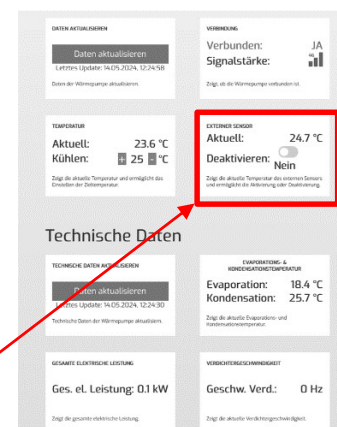 DATEN AKTUALISIEREN
Daten aktualisieren
Letztes Update: 14.05.2024, 12:24:58
Daten der Wärmepumpe aktualisieren.
VERBINDUNG
Verbunden: JA
Signalstärke: 4G
Zeigt, ob die Wärmepumpe verbunden ist.
TEMPERATUR
Aktuell: 23.6 °C
Kühlen: + 25 - °C
Zeigt die aktuelle Temperatur und ermöglicht das
Einstellen der Zieltemperatur.
EXTERNER SENSOR
Aktuell: 24.7 °C
Deaktivieren:
Nein
Zeigt die aktuelle Temperatur des externen Sensors
und ermöglicht die Aktivierung oder Deaktivierung.
Technische Daten
TECHNISCHE DATEN AKTUALISIEREN
Daten aktualisieren
Letztes Update: 14.05.2024, 12:24:30
Technische Daten der Wärmepumpe aktualisieren.
EVAPORATIONS- &
KONDENSATIONSTEMPERATUR
Evaporation: 18.4 °C
Kondensation: 25.7 °C
Zeigt die aktuelle Evaporations- und
Kondensationstemperatur.
GESAMTE ELEKTRISCHE LEISTUNG
Ges. el. Leistung: 0.1 kW
Zeigt die gesamte elektrische Leistung.
VERDICHTERGESCHWINDIGKEIT
Geschw. Verd.: 0 Hz
Zeigt die aktuelle Verdichtergeschwindigkeit.